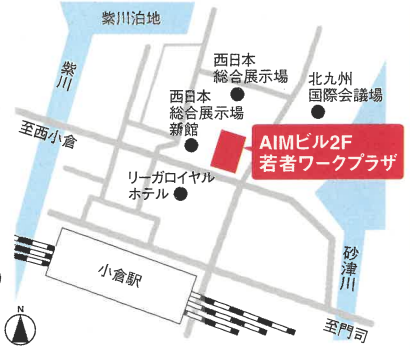 紫川泊地
紫川
西日本
総合展示場
北九州
国際会議場
西日本
総合展示場
新館
至西小倉
AIMビル2F
若者ワークプラザ
リーガロイヤル
ホテル
小倉駅
砂津川
至門司
N